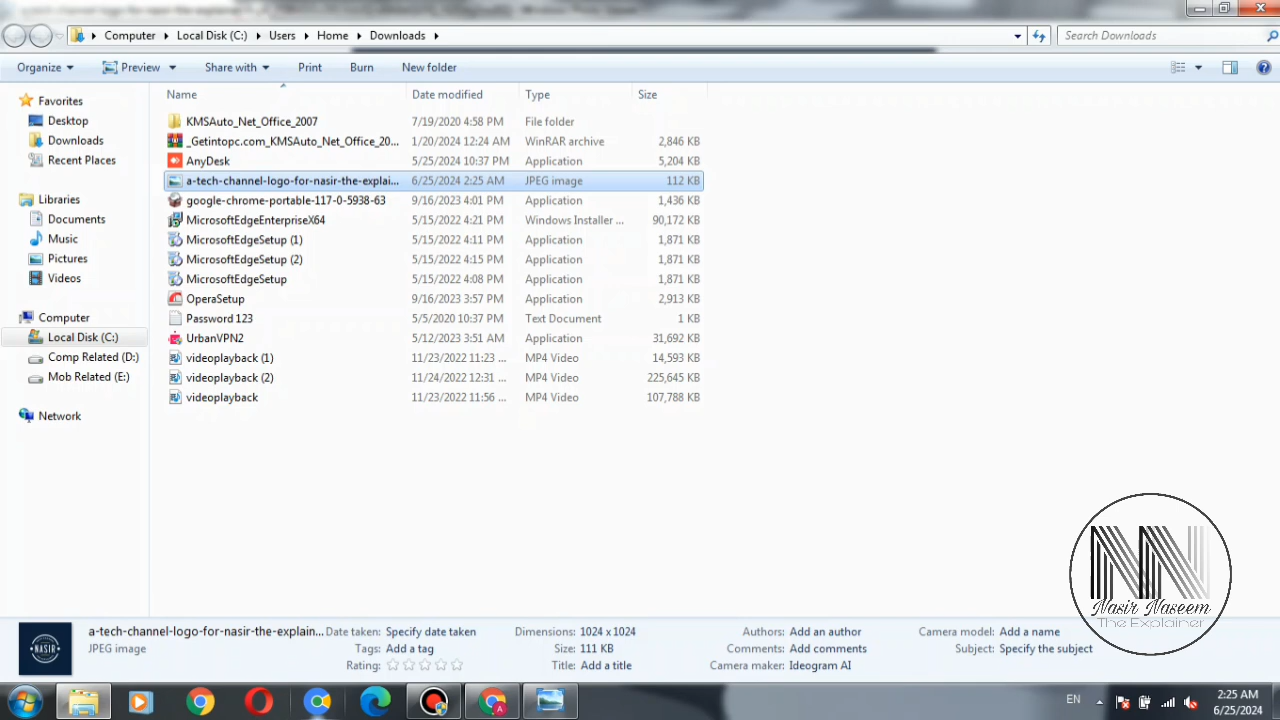 Computer Local Disk (C:) Users Home Downloads
Search Downloads
Organize Preview Share with Print Burn New folder
Name Date modified Type Size
Favorites
Desktop
Downloads
Recent Places
Libraries
Documents
Music
Pictures
Videos
Computer
Local Disk (C:)
Comp Related (D:)
Mob Related (E:)
Network
KMSAuto_Net_Office_2007 7/19/2020 4:58 PM File folder
_Getintopc.com_KMSAuto_Net_Office_20... 1/20/2024 12:24 AM WinRAR archive 2,846 KB
AnyDesk 5/25/2024 10:37 PM Application 5,204 KB
a-tech-channel-logo-for-nasir-the-explai... 6/25/2024 2:25 AM JPEG image 112 KB
google-chrome-portable-117-0-5938-63 9/16/2023 4:01 PM Application 1,436 KB
MicrosoftEdgeEnterpriseX64 5/15/2022 4:21 PM Windows Installer ... 90,172 KB
MicrosoftEdgeSetup (1) 5/15/2022 4:11 PM Application 1,871 KB
MicrosoftEdgeSetup (2) 5/15/2022 4:15 PM Application 1,871 KB
MicrosoftEdgeSetup 5/15/2022 4:08 PM Application 1,871 KB
OperaSetup 9/16/2023 3:57 PM Application 2,913 KB
Password 123 5/5/2020 10:37 PM Text Document 1 KB
UrbanVPN2 5/12/2023 3:51 AM Application 31,692 KB
videoplayback (1) 11/23/2022 11:23 ... MP4 Video 14,593 KB
videoplayback (2) 11/24/2022 12:31 ... MP4 Video 225,645 KB
videoplayback 11/23/2022 11:56 ... MP4 Video 107,788 KB
NN
Nasir Naseem
The Explainer
NASIR
a-tech-channel-logo-for-nasir-the-explain... Date taken: Specify date taken Dimensions: 1024 x 1024 Authors: Add an author Camera model: Add a name
JPEG image Tags: Add a tag Size: 111 KB Comments: Add comments Subject: Specify the subject
Rating: Title: Add a title Camera maker: Ideogram AI
EN
2:25 AM
6/25/2024